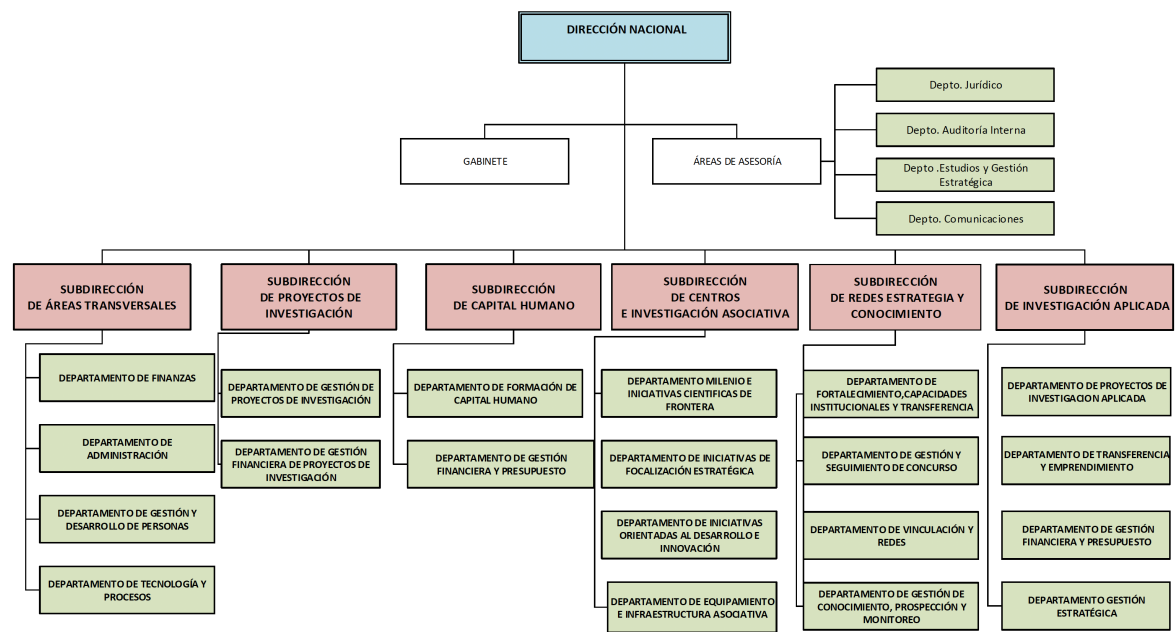 DIRECCIÓN NACIONAL
Depto. Jurídico
Depto. Auditoría Interna
GABINETE
ÁREAS DE ASESORÍA
Depto .Estudios y Gestión
Estratégica
Depto. Comunicaciones
SUBDIRECCIÓN
DE ÁREAS TRANSVERSALES
DEPARTAMENTO DE FINANZAS
DEPARTAMENTO DE
ADMINISTRACIÓN
DEPARTAMENTO DE GESTIÓN Y
DESARROLLO DE PERSONAS
DEPARTAMENTO DE TECNOLOGÍA Y
PROCESOS
SUBDIRECCIÓN
DE PROYECTOS DE
INVESTIGACIÓN
DEPARTAMENTO DE GESTIÓN DE
PROYECTOS DE INVESTIGACIÓN
DEPARTAMENTO DE GESTIÓN
FINANCIERA DE PROYECTOS DE
INVESTIGACIÓN
SUBDIRECCIÓN
DE CAPITAL HUMANO
DEPARTAMENTO DE FORMACIÓN DE
CAPITAL HUMANO
DEPARTAMENTO DE GESTIÓN
FINANCIERA Y PRESUPUESTO
SUBDIRECCIÓN
DE CENTROS
E INVESTIGACIÓN ASOCIATIVA
DEPARTAMENTO MILENIO E
INICIATIVAS CIENTIFICAS DE
FRONTERA
DEPARTAMENTO DE INICIATIVAS DE
FOCALIZACIÓN ESTRATÉGICA
DEPARTAMENTO DE INICIATIVAS
ORIENTADAS AL DESARROLLO E
INNOVACIÓN
DEPARTAMENTO DE EQUIPAMIENTO
E INFRAESTRUCTURA ASOCIATIVA
SUBDIRECCIÓN
DE REDES ESTRATEGIA Y
CONOCIMIENTO
DEPARTAMENTO DE
FORTALECIMIENTO,CAPACIDADES
INSTITUCIONALES Y TRANSFERENCIA
DEPARTAMENTO DE GESTIÓN Y
SEGUIMIENTO DE CONCURSO
DEPARTAMENTO DE VINCULACIÓN Y
REDES
DEPARTAMENTO DE GESTIÓN DE
CONOCIMIENTO, PROSPECCIÓN Y
MONITOREO
SUBDIRECCIÓN
DE INVESTIGACIÓN APLICADA
DEPARTAMENTO DE PROYECTOS DE
INVESTIGACION APLICADA
DEPARTAMENTO DE TRANSFERENCIA
Y EMPRENDIMIENTO
DEPARTAMENTO DE GESTIÓN
FINANCIERA Y PRESUPUESTO
DEPARTAMENTO GESTIÓN
ESTRATÉGICA